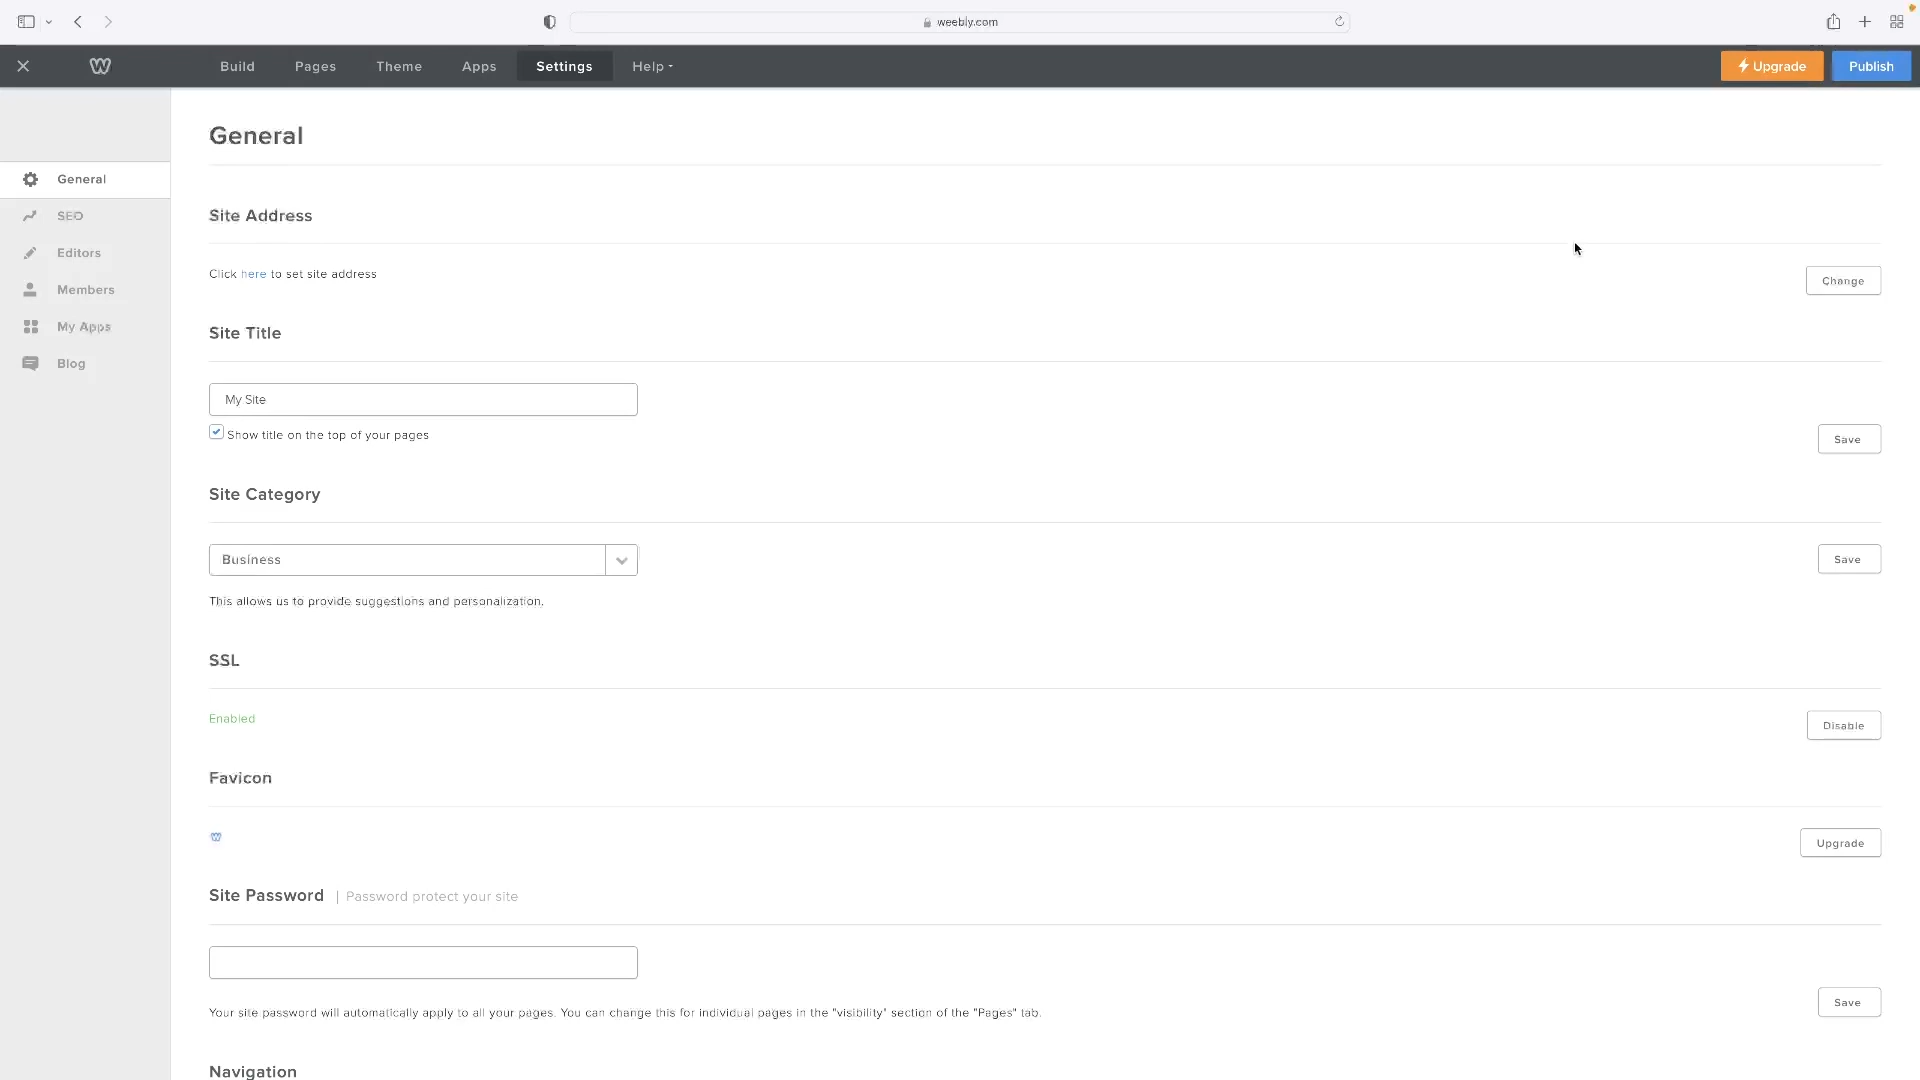 weebly.com
Build Pages Theme Apps Settings Help
Upgrade Publish
General
General
SEO
Editors
Members
My Apps
Blog
Site Address
Click here to set site address
Change
Site Title
My Site
Show title on the top of your pages
Save
Site Category
Business
Save
This allows us to provide suggestions and personalization.
SSL
Enabled
Disable
Favicon
Upgrade
Site Password | Password protect your site
Your site password will automatically apply to all your pages. You can change this for individual pages in the "visibility" section of the "Pages" tab.
Save
Navigation